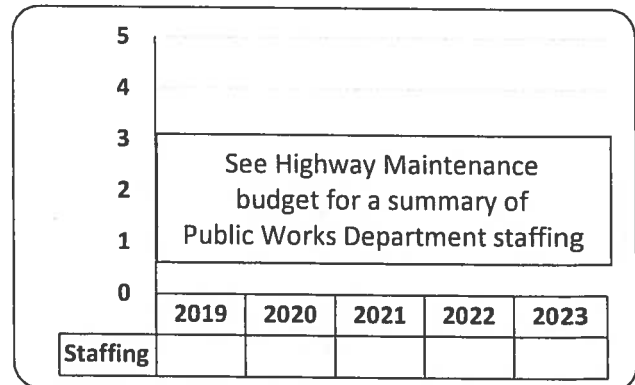 5
4
3
See Highway Maintenance
2
budget for a summary of
Public Works Department staffing
1
0
2019 2020 2021 2022 2023
Staffing